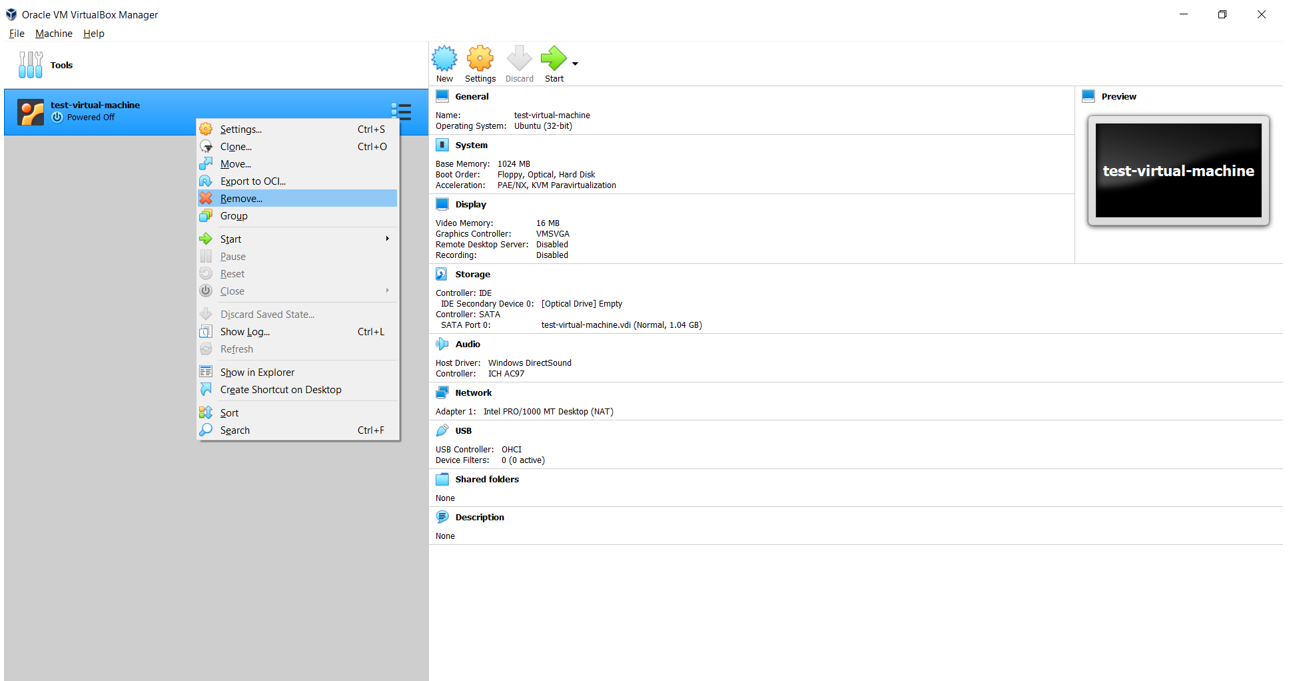 Oracle VM VirtualBox Manager
File Machine Help
Tools
test-virtual-machine
Powered Off
Settings... Ctrl+S
Clone... Ctrl+O
Move...
Export to OCI...
Remove...
Group
Start
Pause
Reset
Close
Discard Saved State...
Show Log... Ctrl+L
Refresh
Show in Explorer
Create Shortcut on Desktop
Sort
Search Ctrl+F
New Settings Discard Start
General
Name: test-virtual-machine
Operating System: Ubuntu (32-bit)
System
Base Memory: 1024 MB
Boot Order: Floppy, Optical, Hard Disk
Acceleration: PAE/NX, KVM Paravirtualization
Display
Video Memory: 16 MB
Graphics Controller: VMSVGA
Remote Desktop Server: Disabled
Recording: Disabled
Storage
Controller: IDE
IDE Secondary Device 0: [Optical Drive] Empty
Controller: SATA
SATA Port 0: test-virtual-machine.vdi (Normal, 1.04 GB)
Audio
Host Driver: Windows DirectSound
Controller: ICH AC97
Network
Adapter 1: Intel PRO/1000 MT Desktop (NAT)
USB
USB Controller: OHCI
Device Filters: 0 (0 active)
Shared folders
None
Description
None
Preview
test-virtual-machine